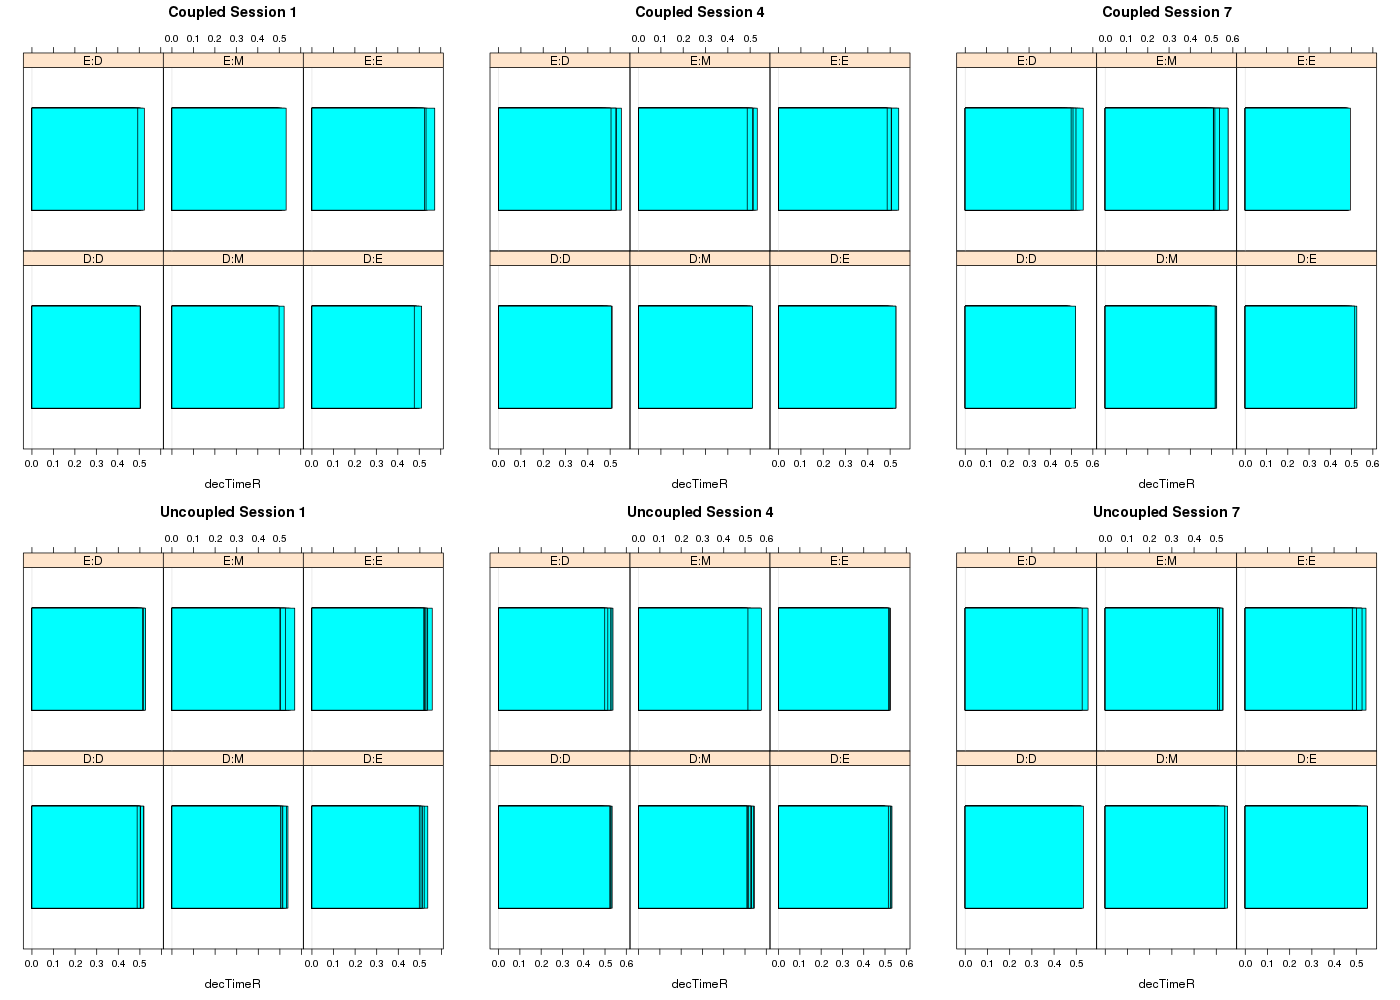 Coupled Session 1
0.0 0.1 0.2 0.3 0.4 0.5
E:D E:M E:E
D:D D:M D:E
0.0 0.1 0.2 0.3 0.4 0.5 0.0 0.1 0.2 0.3 0.4 0.5
decTimeR
Coupled Session 4
0.0 0.1 0.2 0.3 0.4 0.5
E:D E:M E:E
D:D D:M D:E
0.0 0.1 0.2 0.3 0.4 0.5 0.0 0.1 0.2 0.3 0.4 0.5
decTimeR
Coupled Session 7
0.0 0.1 0.2 0.3 0.4 0.5 0.6
E:D E:M E:E
D:D D:M D:E
0.0 0.1 0.2 0.3 0.4 0.5 0.6 0.0 0.1 0.2 0.3 0.4 0.5 0.6
decTimeR
Uncoupled Session 1
0.0 0.1 0.2 0.3 0.4 0.5
E:D E:M E:E
D:D D:M D:E
0.0 0.1 0.2 0.3 0.4 0.5 0.0 0.1 0.2 0.3 0.4 0.5
decTimeR
Uncoupled Session 4
0.0 0.1 0.2 0.3 0.4 0.5 0.6
E:D E:M E:E
D:D D:M D:E
0.0 0.1 0.2 0.3 0.4 0.5 0.6 0.0 0.1 0.2 0.3 0.4 0.5 0.6
decTimeR
Uncoupled Session 7
0.0 0.1 0.2 0.3 0.4 0.5
E:D E:M E:E
D:D D:M D:E
0.0 0.1 0.2 0.3 0.4 0.5 0.0 0.1 0.2 0.3 0.4 0.5
decTimeR